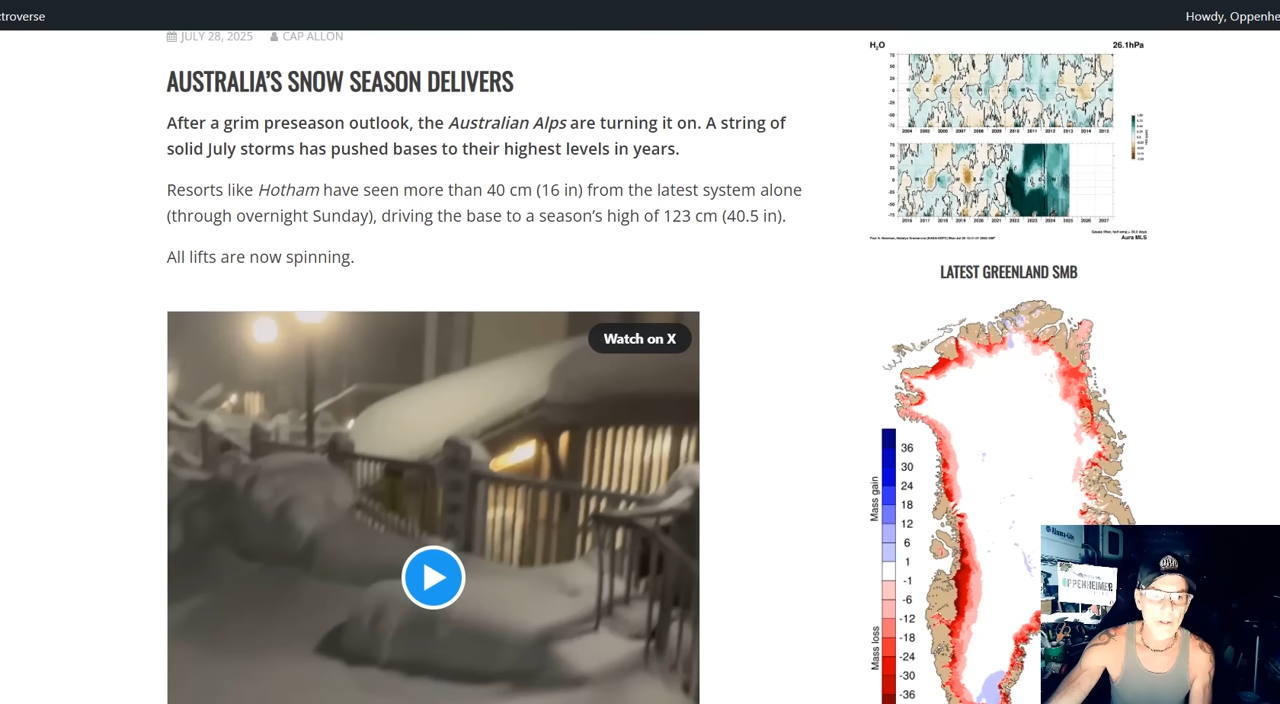 ctroverse
Howdy, Oppenhe
JULY 28, 2025 CAP ALLON
AUSTRALIA'S SNOW SEASON DELIVERS
After a grim preseason outlook, the Australian Alps are turning it on. A string of
solid July storms has pushed bases to their highest levels in years.
Resorts like Hotham have seen more than 40 cm (16 in) from the latest system alone
(through overnight Sunday), driving the base to a season's high of 123 cm (40.5 in).
All lifts are now spinning.
Watch on X
H₂O
26.1hPa
Aura MLS
LATEST GREENLAND SMB
Mass gain
36
30
24
18
12
6
1
-1
-6
-12
-18
-24
-30
-36
Mass loss
OPPENHEIMER